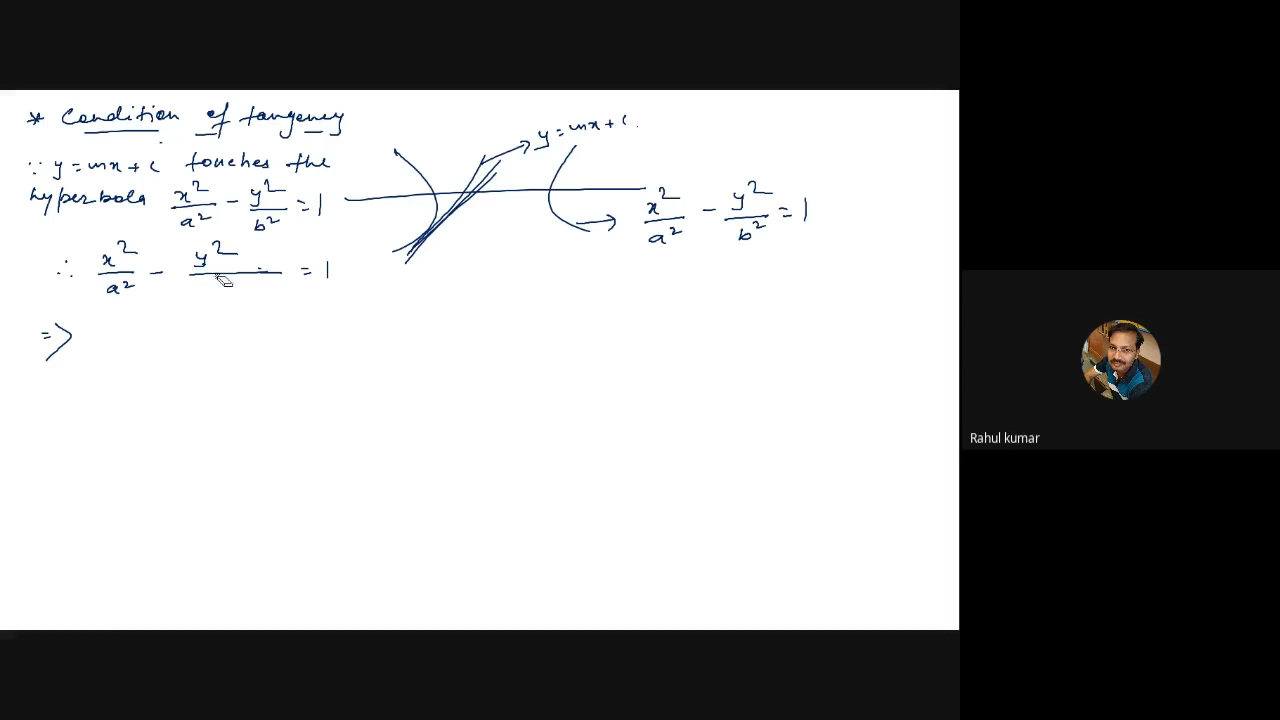 * Condition of tangency
∵ y = mx + c touches the
hyperbola x²/a² - y²/b² = 1
∴ x²/a² - y²/ = 1
=>
y = mx + c.
x²/a² - y²/b² = 1
Rahul kumar